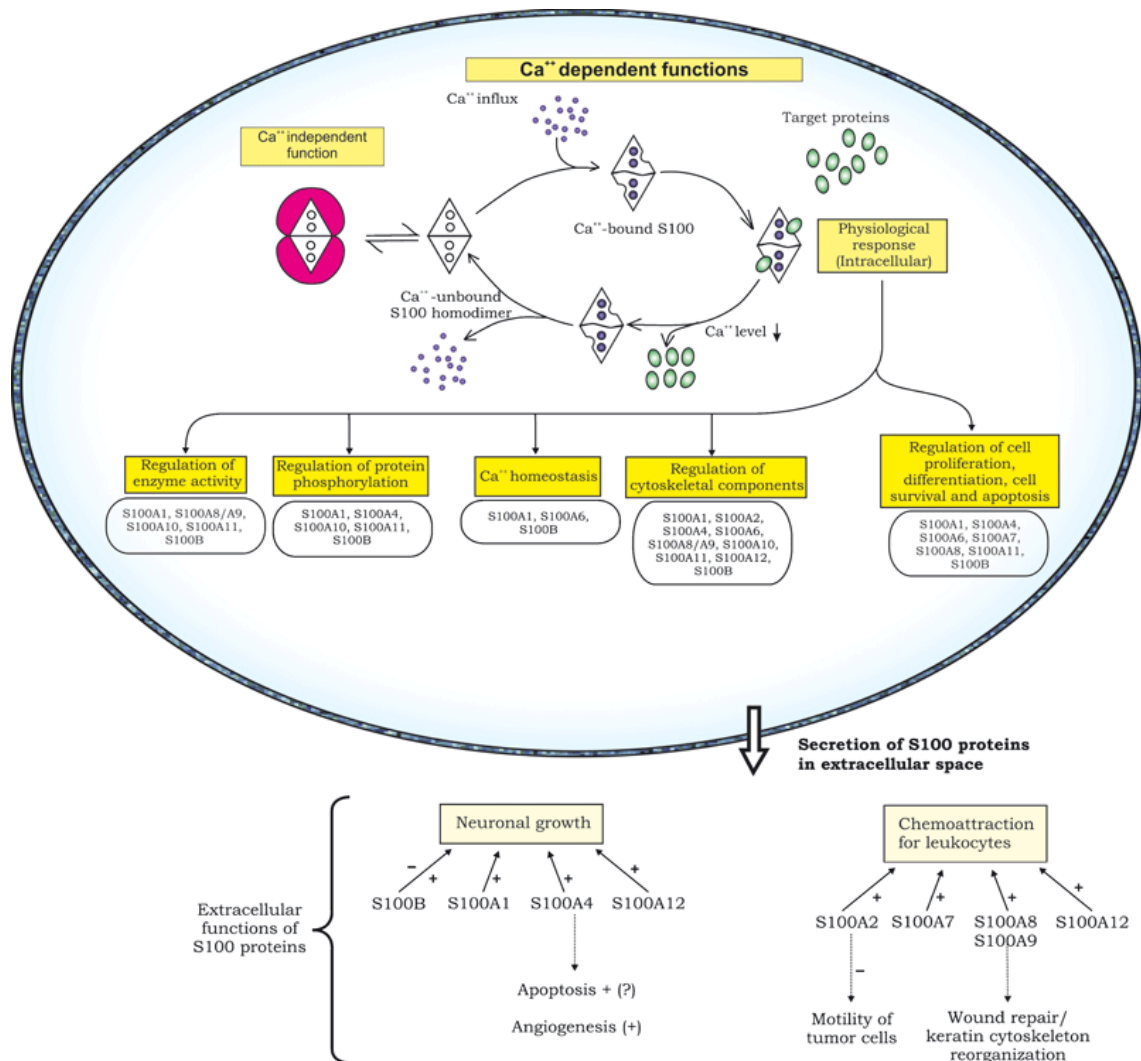 Ca++ dependent functions
Ca++ influx
Target proteins
Ca++ independent
function
Ca++-bound S100
Physiological
response
(Intracellular)
Ca++-unbound
S100 homodimer
Ca++ level ↓
Regulation of
enzyme activity
S100A1, S100A8/A9,
S100A10, S100A11,
S100B
Regulation of protein
phosphorylation
S100A1, S100A4,
S100A10, S100A11,
S100B
Ca++ homeostasis
S100A1, S100A6,
S100B
Regulation of
cytoskeletal components
S100A1, S100A2,
S100A4, S100A6,
S100A8/A9, S100A10,
S100A11, S100A12,
S100B
Regulation of cell
proliferation,
differentiation, cell
survival and apoptosis
S100A1, S100A4,
S100A6, S100A7,
S100A8, S100A11,
S100B
Secretion of S100 proteins
in extracellular space
Extracellular
functions of
S100 proteins
Neuronal growth
− + + + +
S100B S100A1 S100A4 S100A12
Apoptosis + (?)
Angiogenesis (+)
Chemoattraction
for leukocytes
+ + + +
S100A2 S100A7 S100A8 S100A12
S100A9
−
Motility of
tumor cells
Wound repair/
keratin cytoskeleton
reorganization